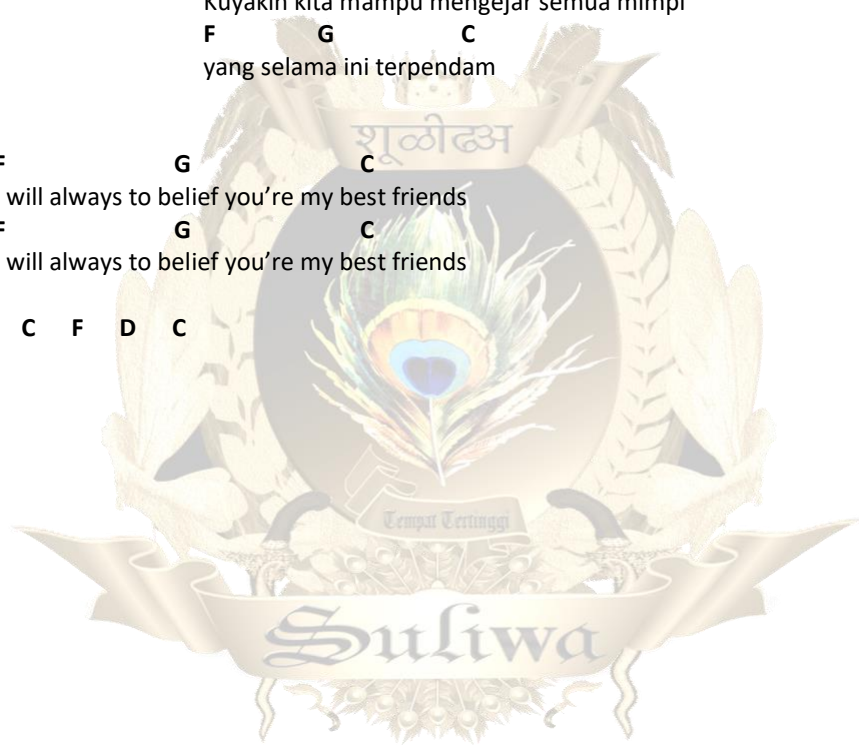 Kuyakin kita mampu mengejar semua mimpi
F G C
yang selama ini terpendam
F G C
will always to belief you're my best friends
F G C
will always to belief you're my best friends
C F D C
शूळीढअ
Tempat Tertinggi
Suliwa